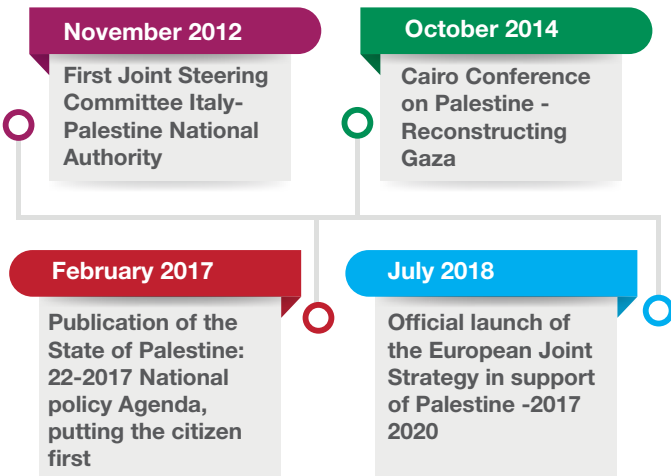 November 2012
First Joint Steering
Committee Italy-
Palestine National
Authority
October 2014
Cairo Conference
on Palestine -
Reconstructing
Gaza
February 2017
Publication of the
State of Palestine:
22-2017 National
policy Agenda,
putting the citizen
first
July 2018
Official launch of
the European Joint
Strategy in support
of Palestine -2017
2020